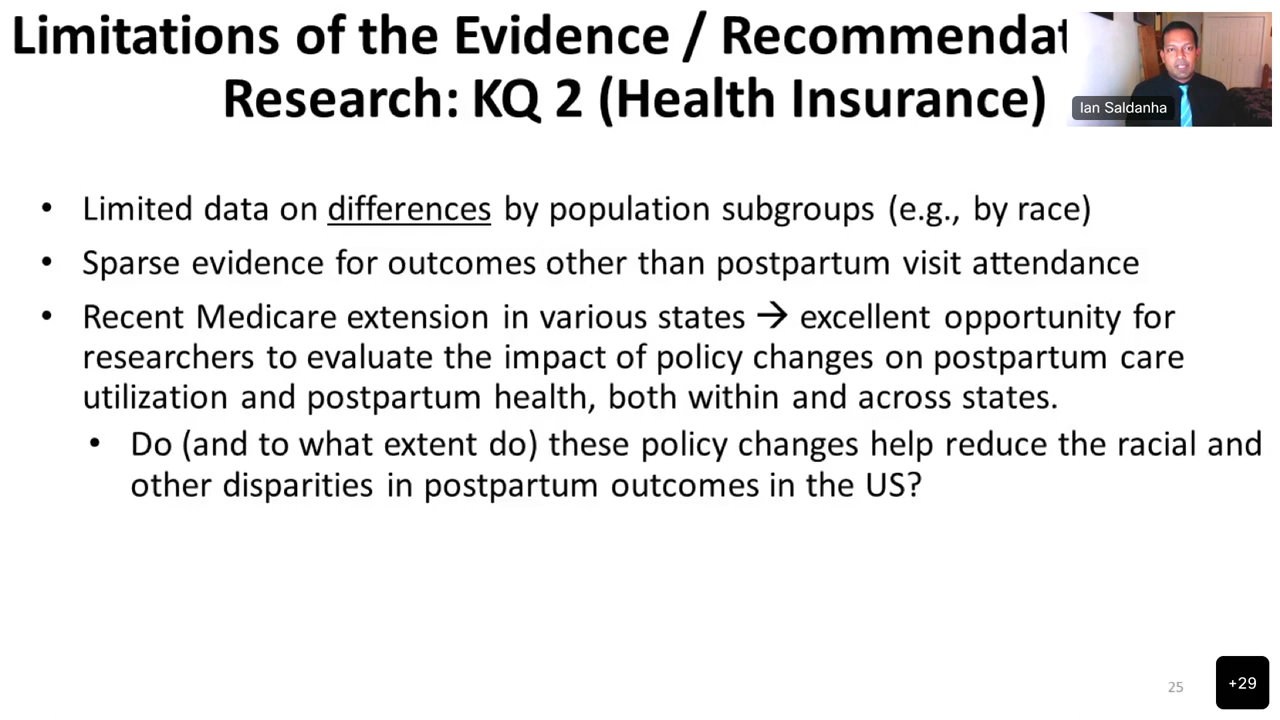 Limitations of the Evidence / Recommendat
Research: KQ 2 (Health Insurance)
Ian Saldanha
• Limited data on differences by population subgroups (e.g., by race)
• Sparse evidence for outcomes other than postpartum visit attendance
• Recent Medicare extension in various states → excellent opportunity for
researchers to evaluate the impact of policy changes on postpartum care
utilization and postpartum health, both within and across states.
• Do (and to what extent do) these policy changes help reduce the racial and
other disparities in postpartum outcomes in the US?
25
+29